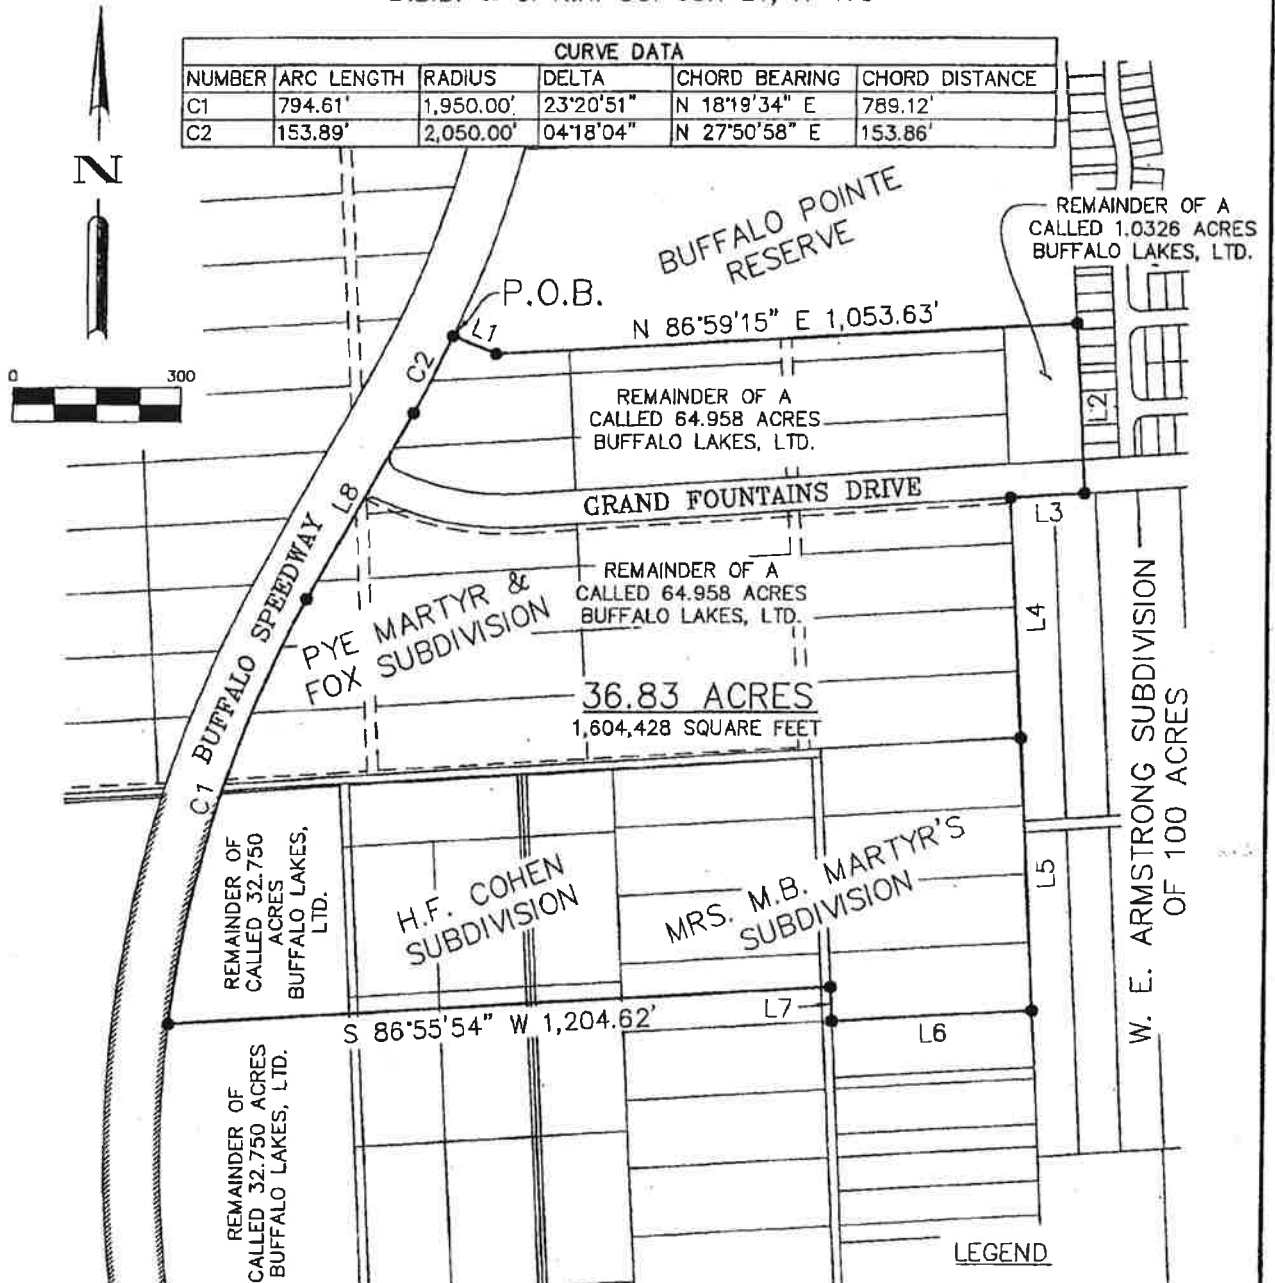 CURVE DATA
NUMBER ARC LENGTH RADIUS DELTA CHORD BEARING CHORD DISTANCE
C1 794.61' 1,950.00' 23°20'51" N 18°19'34" E 789.12'
C2 153.89' 2,050.00' 04°18'04" N 27°50'58" E 153.86'
N
0 300
BUFFALO POINTE
RESERVE
REMAINDER OF A
CALLED 1.0326 ACRES
BUFFALO LAKES, LTD.
P.O.B.
L1
N 86°59'15" E 1,053.63'
C2
L2
REMAINDER OF A
CALLED 64.958 ACRES
BUFFALO LAKES, LTD.
L8
GRAND FOUNTAINS DRIVE
L3
BUFFALO SPEEDWAY
PYE MARTYR &
FOX SUBDIVISION
REMAINDER OF A
CALLED 64.958 ACRES
BUFFALO LAKES, LTD.
L4
36.83 ACRES
1,604,428 SQUARE FEET
W. E. ARMSTRONG SUBDIVISION
OF 100 ACRES
C1
REMAINDER OF
CALLED 32.750
ACRES
BUFFALO LAKES,
LTD.
H.F. COHEN
SUBDIVISION
MRS. M.B. MARTYR'S
SUBDIVISION
L5
S 86°55'54" W 1,204.62'
L7
L6
REMAINDER OF
CALLED 32.750 ACRES
BUFFALO LAKES, LTD.
LEGEND